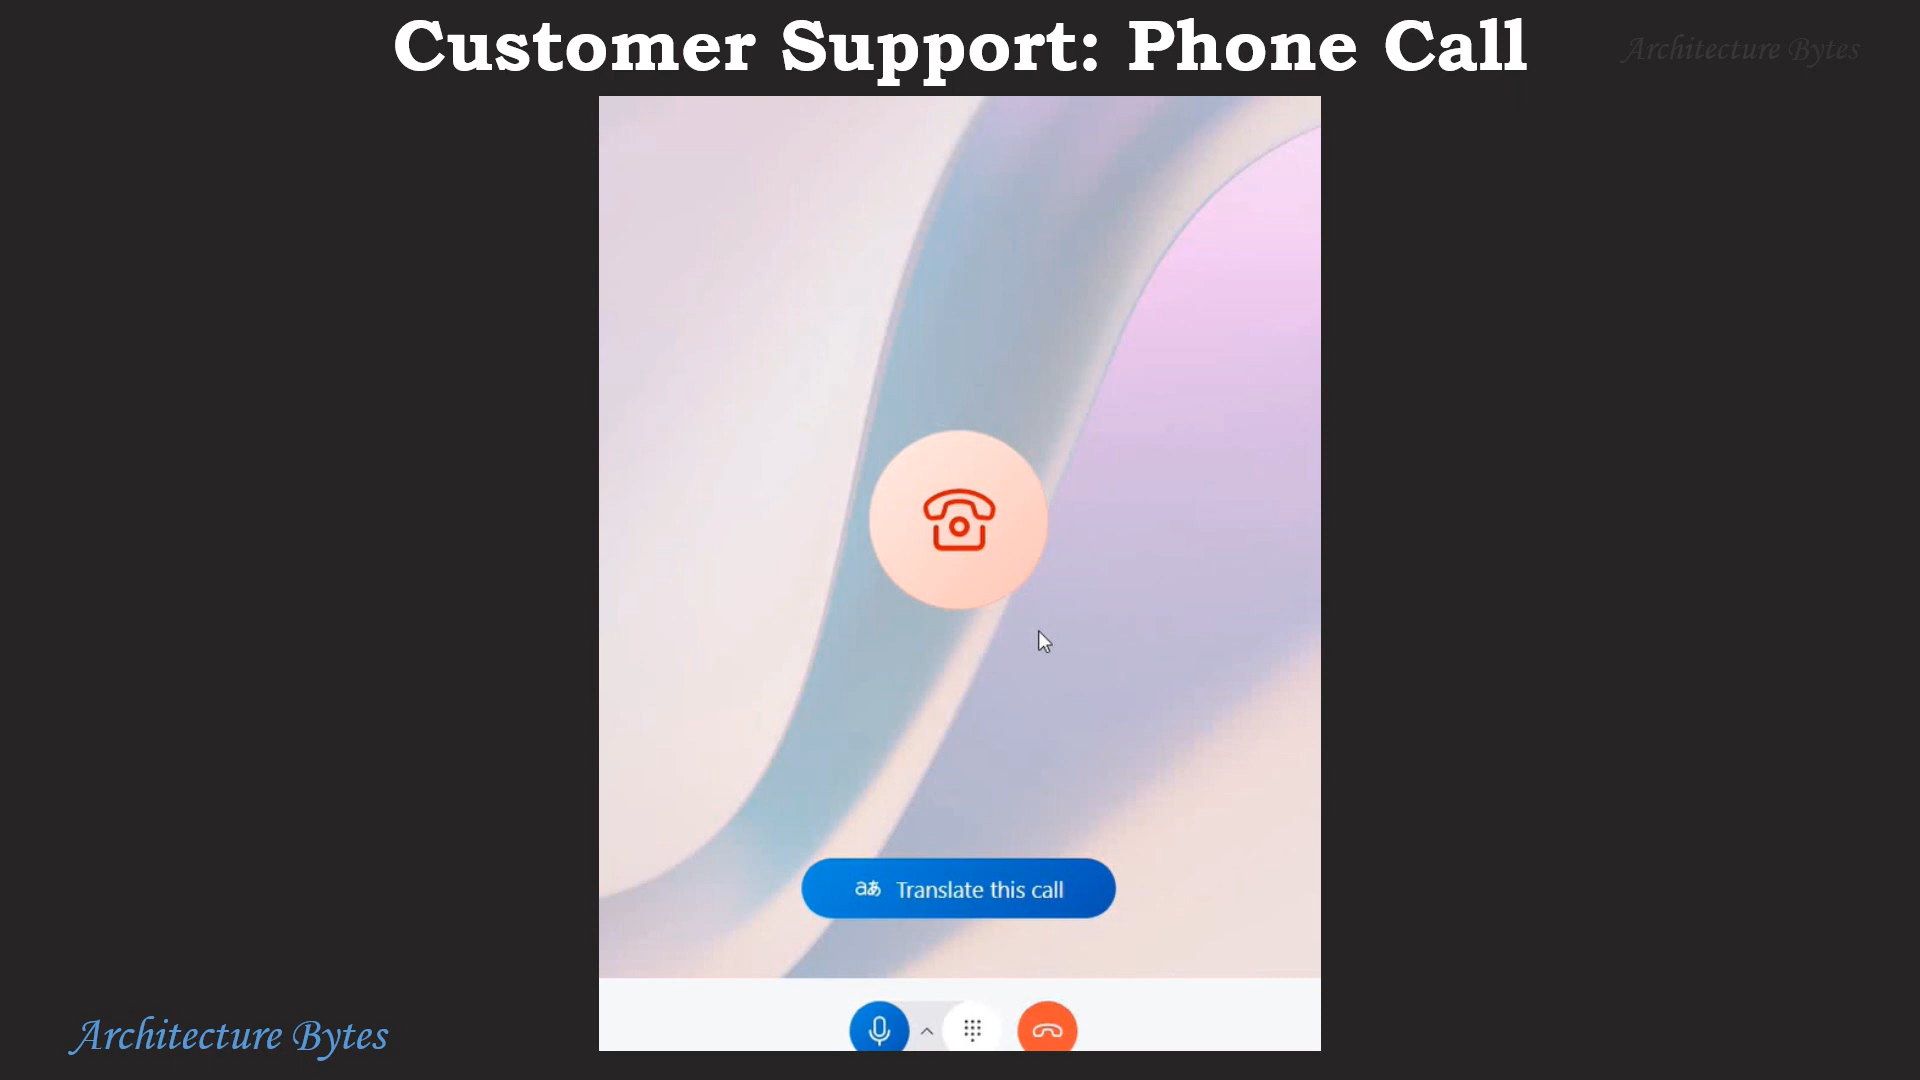 Customer Support: Phone Call
Architecture Bytes
aあ Translate this call
Architecture Bytes